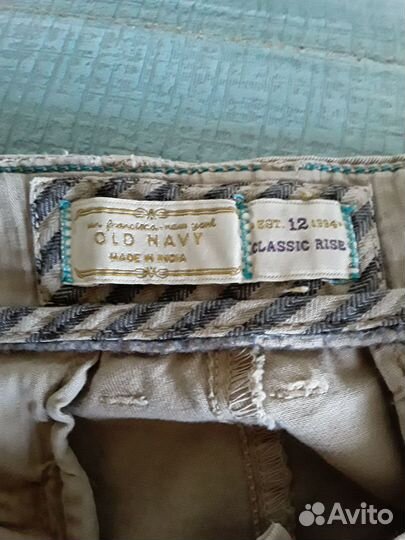 san francisco · new york
OLD NAVY
MADE IN INDIA
EST. 12 1994
CLASSIC RISE
Avito